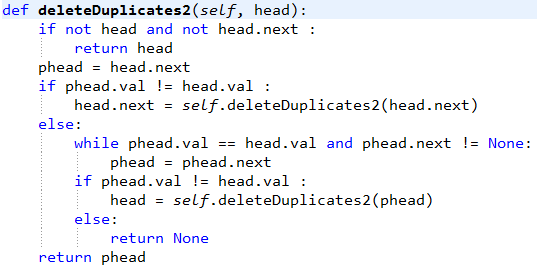 def deleteDuplicates2(self, head):
    if not head and not head.next :
        return head
    phead = head.next
    if phead.val != head.val :
        head.next = self.deleteDuplicates2(head.next)
    else:
        while phead.val == head.val and phead.next != None:
            phead = phead.next
        if phead.val != head.val :
            head = self.deleteDuplicates2(phead)
        else:
            return None
    return phead